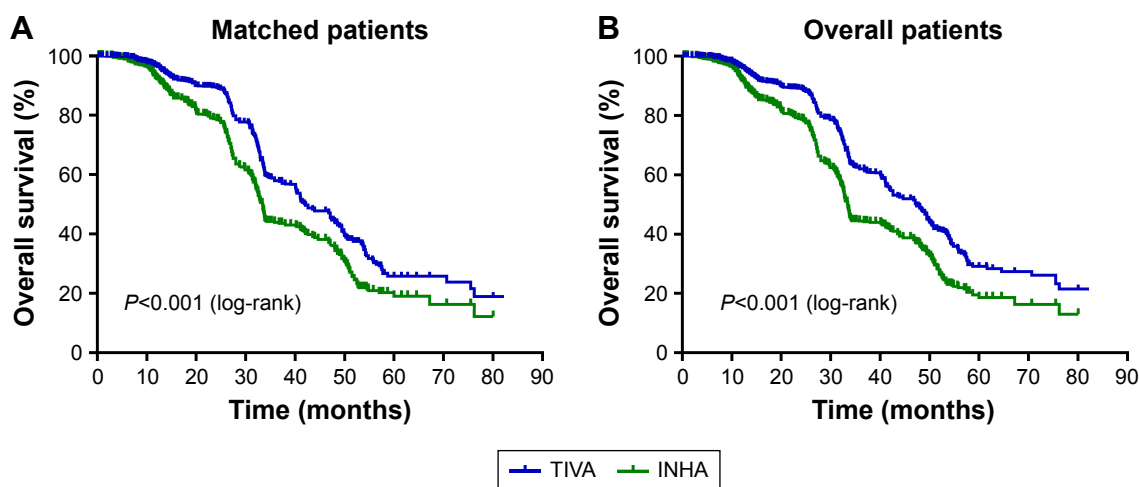 A
Matched patients
Overall survival (%)
100
80
60
40
20
0
P<0.001 (log-rank)
0 10 20 30 40 50 60 70 80 90
Time (months)
B
Overall patients
Overall survival (%)
100
80
60
40
20
0
P<0.001 (log-rank)
0 10 20 30 40 50 60 70 80 90
Time (months)
TIVA INHA